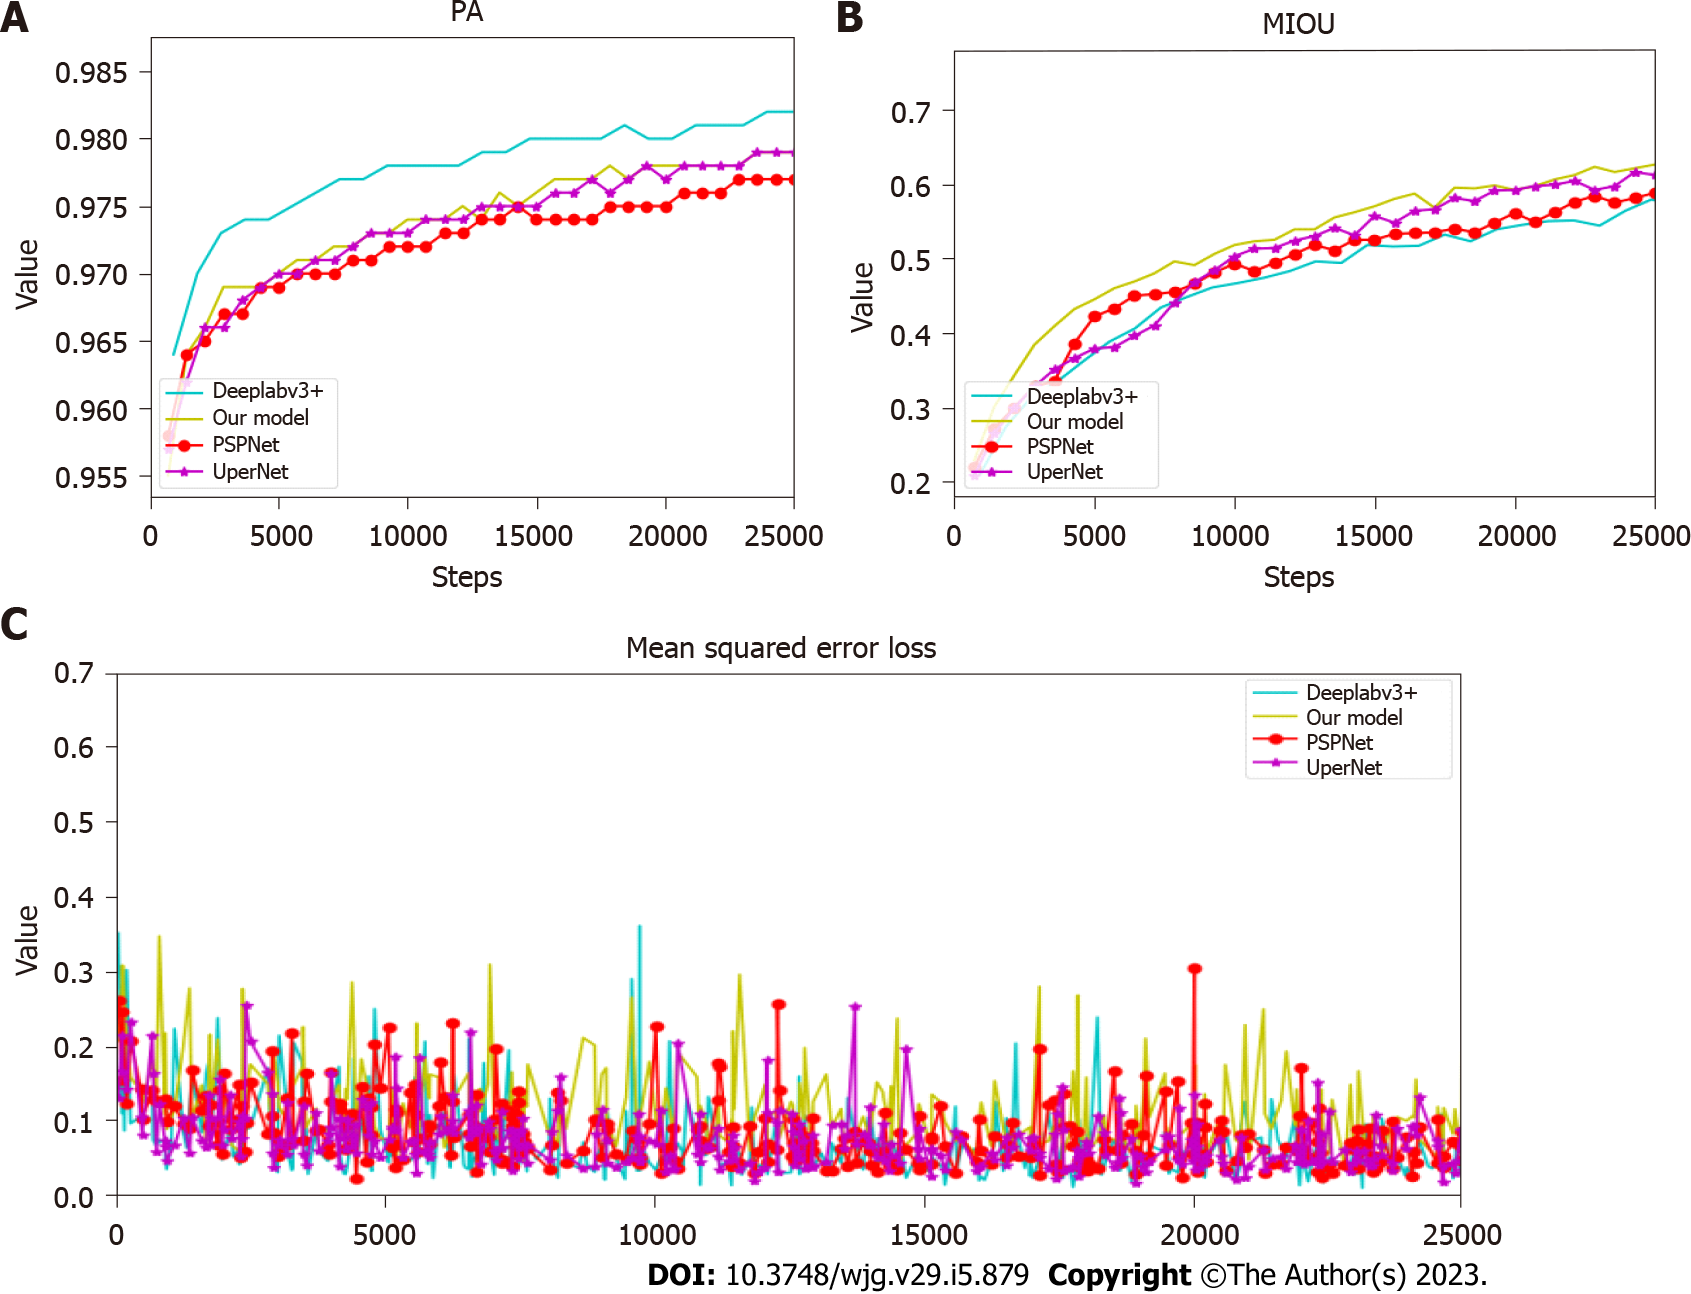 A
PA
0.985
0.980
0.975
0.970
0.965
0.960
0.955
Value
Deeplabv3+
Our model
PSPNet
UperNet
0 5000 10000 15000 20000 25000
Steps
B
MIOU
0.7
0.6
0.5
0.4
0.3
0.2
Value
Deeplabv3+
Our model
PSPNet
UperNet
0 5000 10000 15000 20000 25000
Steps
C
Mean squared error loss
0.7
0.6
0.5
0.4
0.3
0.2
0.1
0.0
Value
Deeplabv3+
Our model
PSPNet
UperNet
0 5000 10000 15000 20000 25000
DOI: 10.3748/wjg.v29.i5.879 Copyright ©The Author(s) 2023.